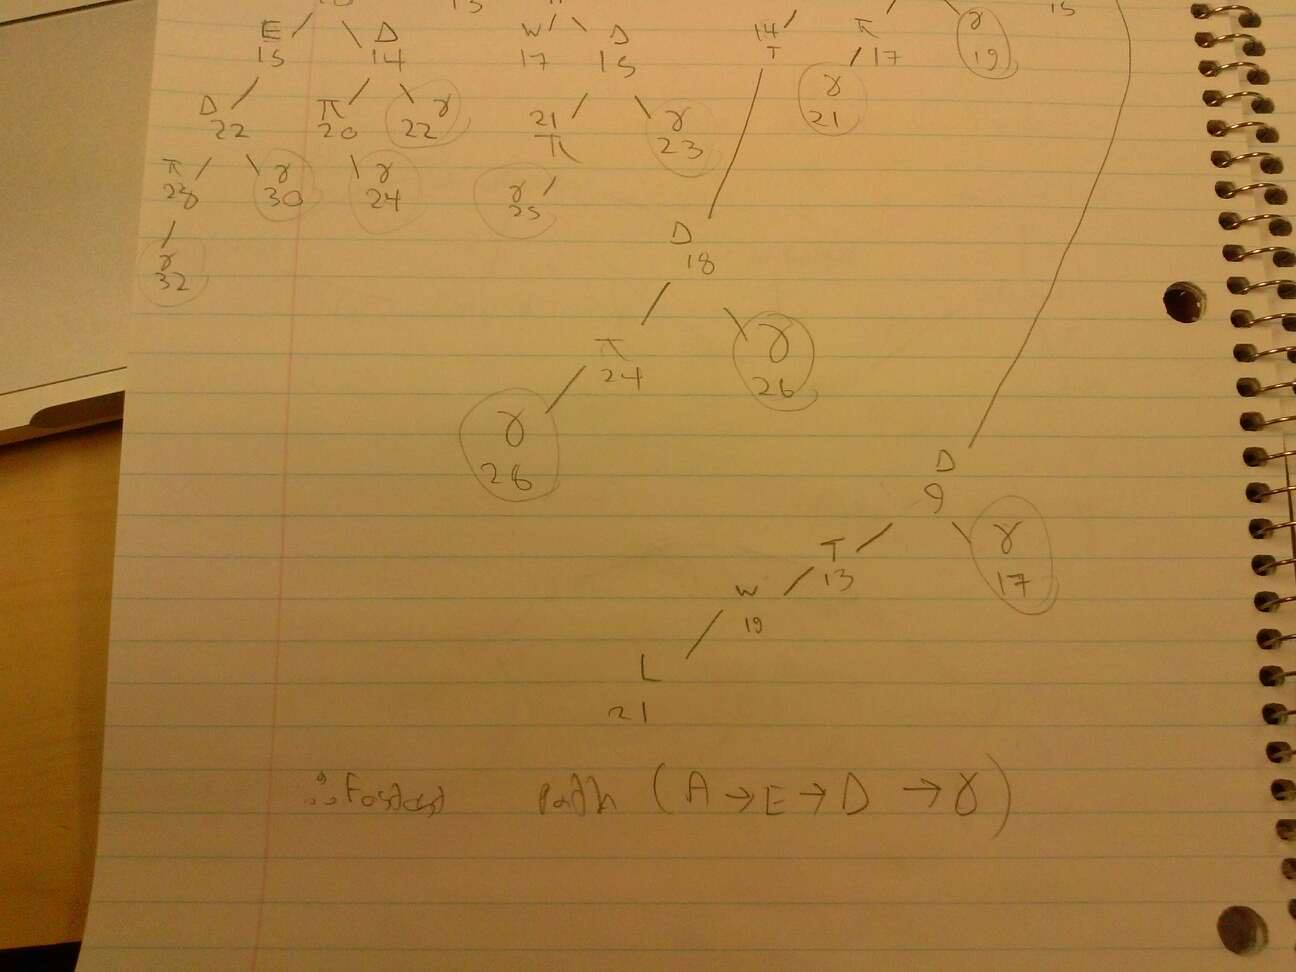 E D W D 14 π γ 15
15 14 17 15 T 17 19
D π γ 21 γ γ
22 20 22 π 23 21
π γ γ γ
28 30 24 25
γ
32
D
18
π γ
24 26
γ
28
D
9
T γ
13 17
W
19
L
21
∴ Fastest path (A → E → D → γ)